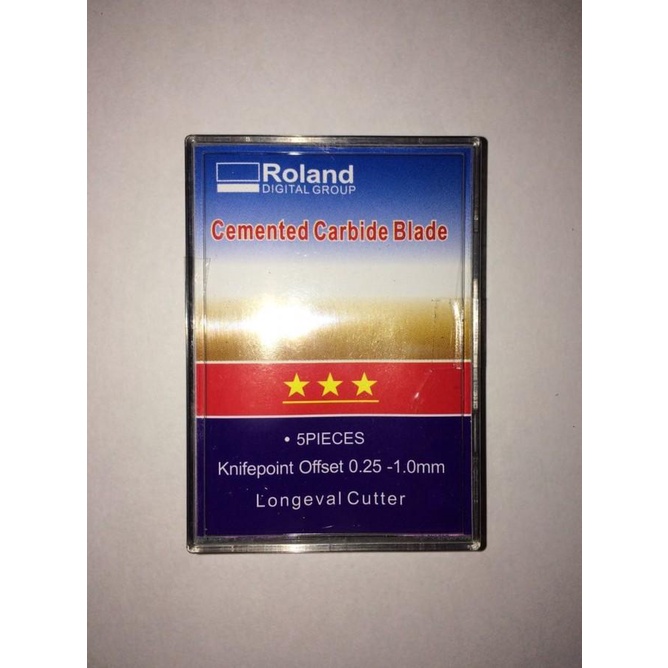 Roland
DIGITAL GROUP
Cemented Carbide Blade
★★★
• 5PIECES
Knifepoint Offset 0.25 -1.0mm
Longeval Cutter